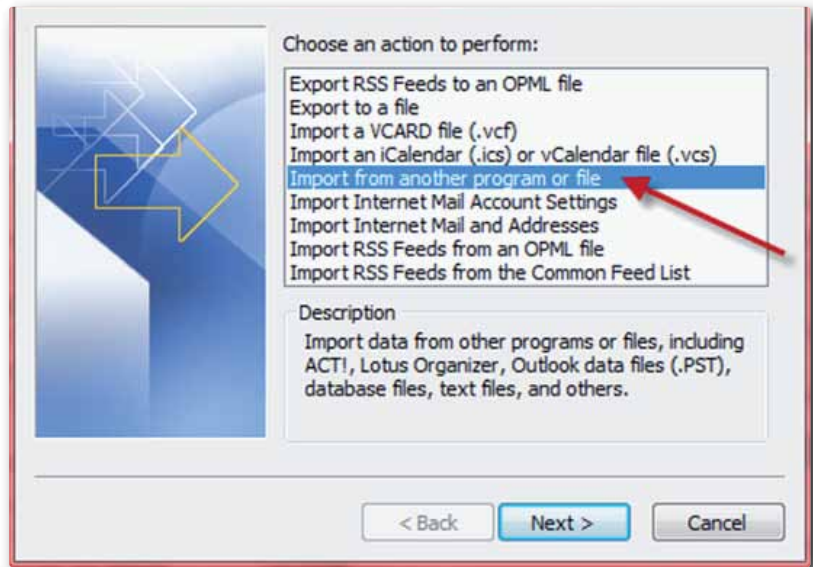 Choose an action to perform:
Export RSS Feeds to an OPML file
Export to a file
Import a VCARD file (.vcf)
Import an iCalendar (.ics) or vCalendar file (.vcs)
Import from another program or file
Import Internet Mail Account Settings
Import Internet Mail and Addresses
Import RSS Feeds from an OPML file
Import RSS Feeds from the Common Feed List
Description
Import data from other programs or files, including
ACT!, Lotus Organizer, Outlook data files (.PST),
database files, text files, and others.
< Back Next > Cancel